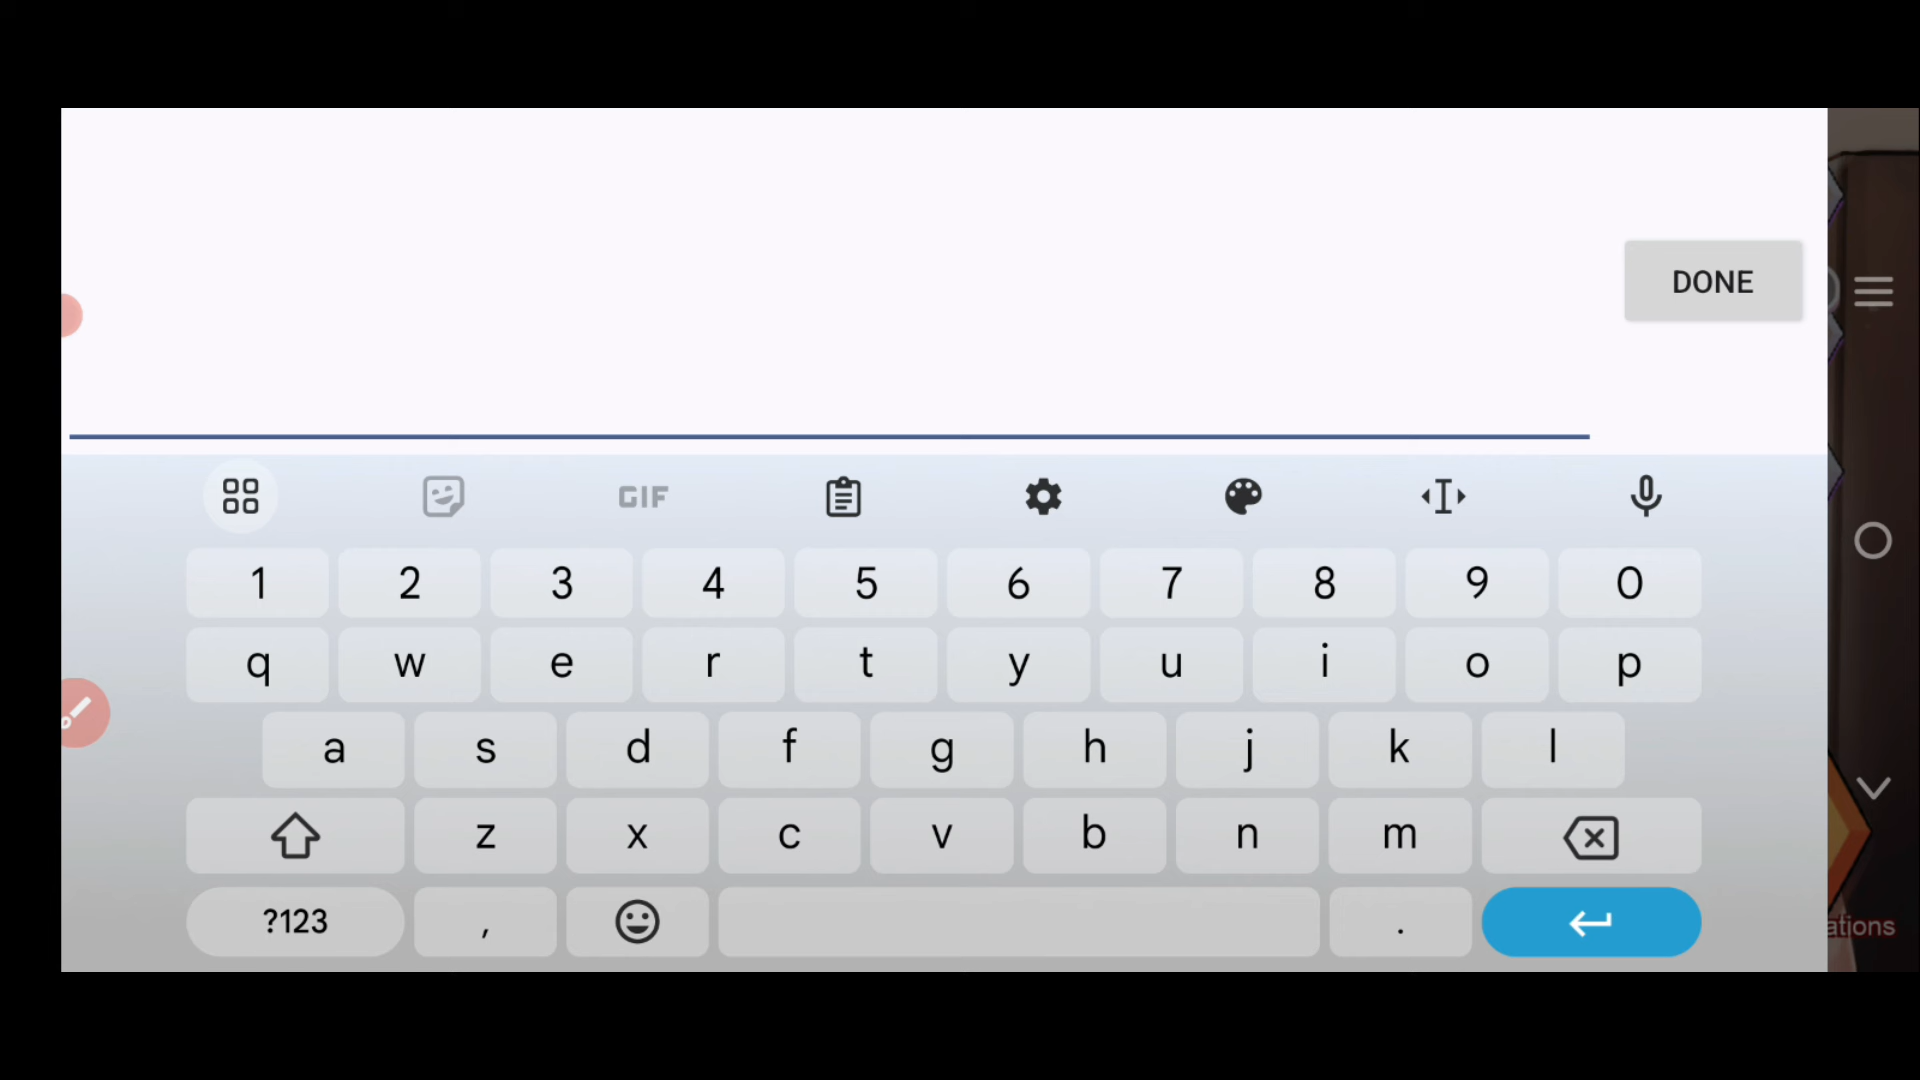 DONE
GIF
1 2 3 4 5 6 7 8 9 0
q w e r t y u i o p
a s d f g h j k l
z x c v b n m
?123 , .
ations